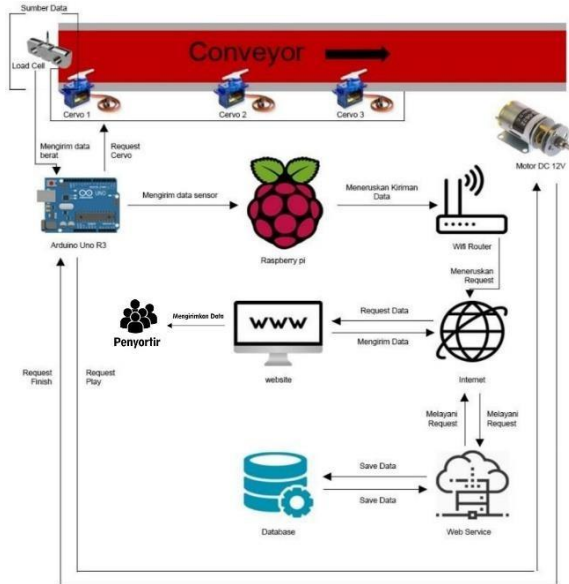 Sumber Data
Conveyor
Load Cell
Cervo 1
Cervo 2
Cervo 3
Mengirim data
berat
Request
Cervo
Motor DC 12V
Mengirim data sensor
Meneruskan Kiriman
Data
Arduino Uno R3
Raspberry pi
Wifi Router
Meneruskan
Request
Mengirimkan Data
Penyortir
WWW
Request Data
Mengirim Data
website
Internet
Request
Finish
Request
Play
Melayani
Request
Melayani
Request
Save Data
Save Data
Database
Web Service